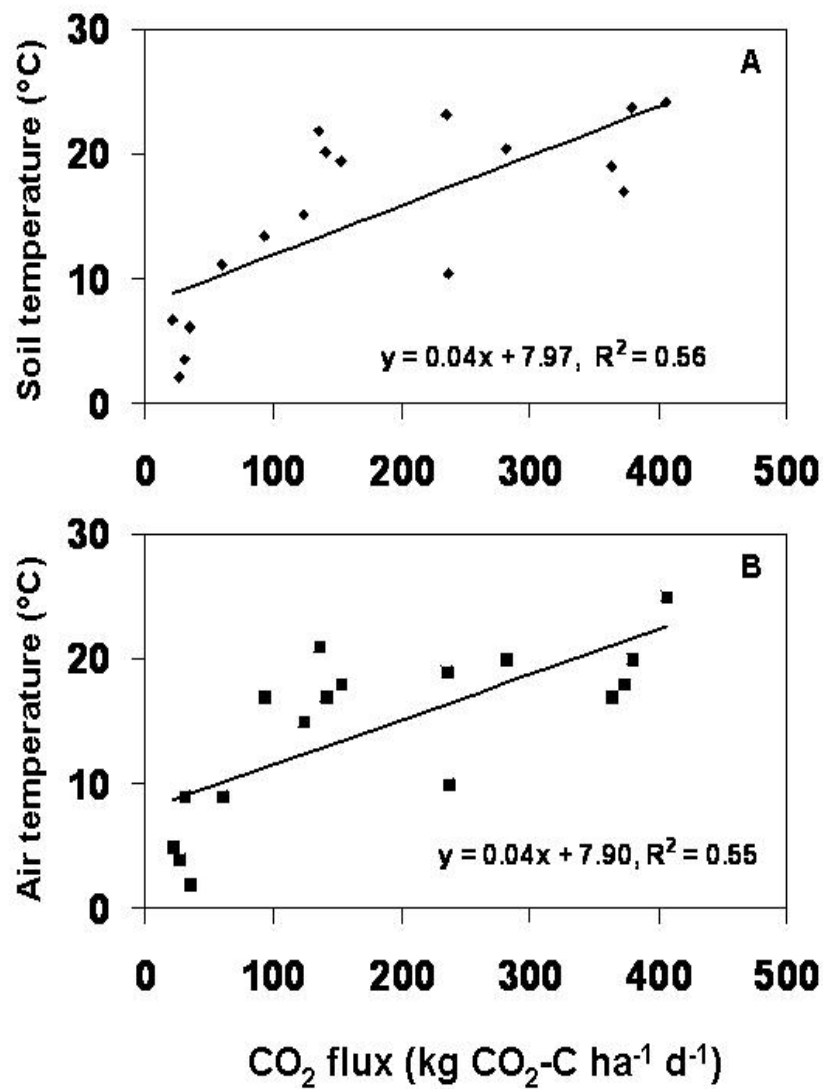 30
A
20
10
0
Soil temperature (°C)
y = 0.04x + 7.97, R² = 0.56
0 100 200 300 400 500
30
B
20
10
0
Air temperature (°C)
y = 0.04x + 7.90, R² = 0.55
0 100 200 300 400 500
CO₂ flux (kg CO₂-C ha⁻¹ d⁻¹)